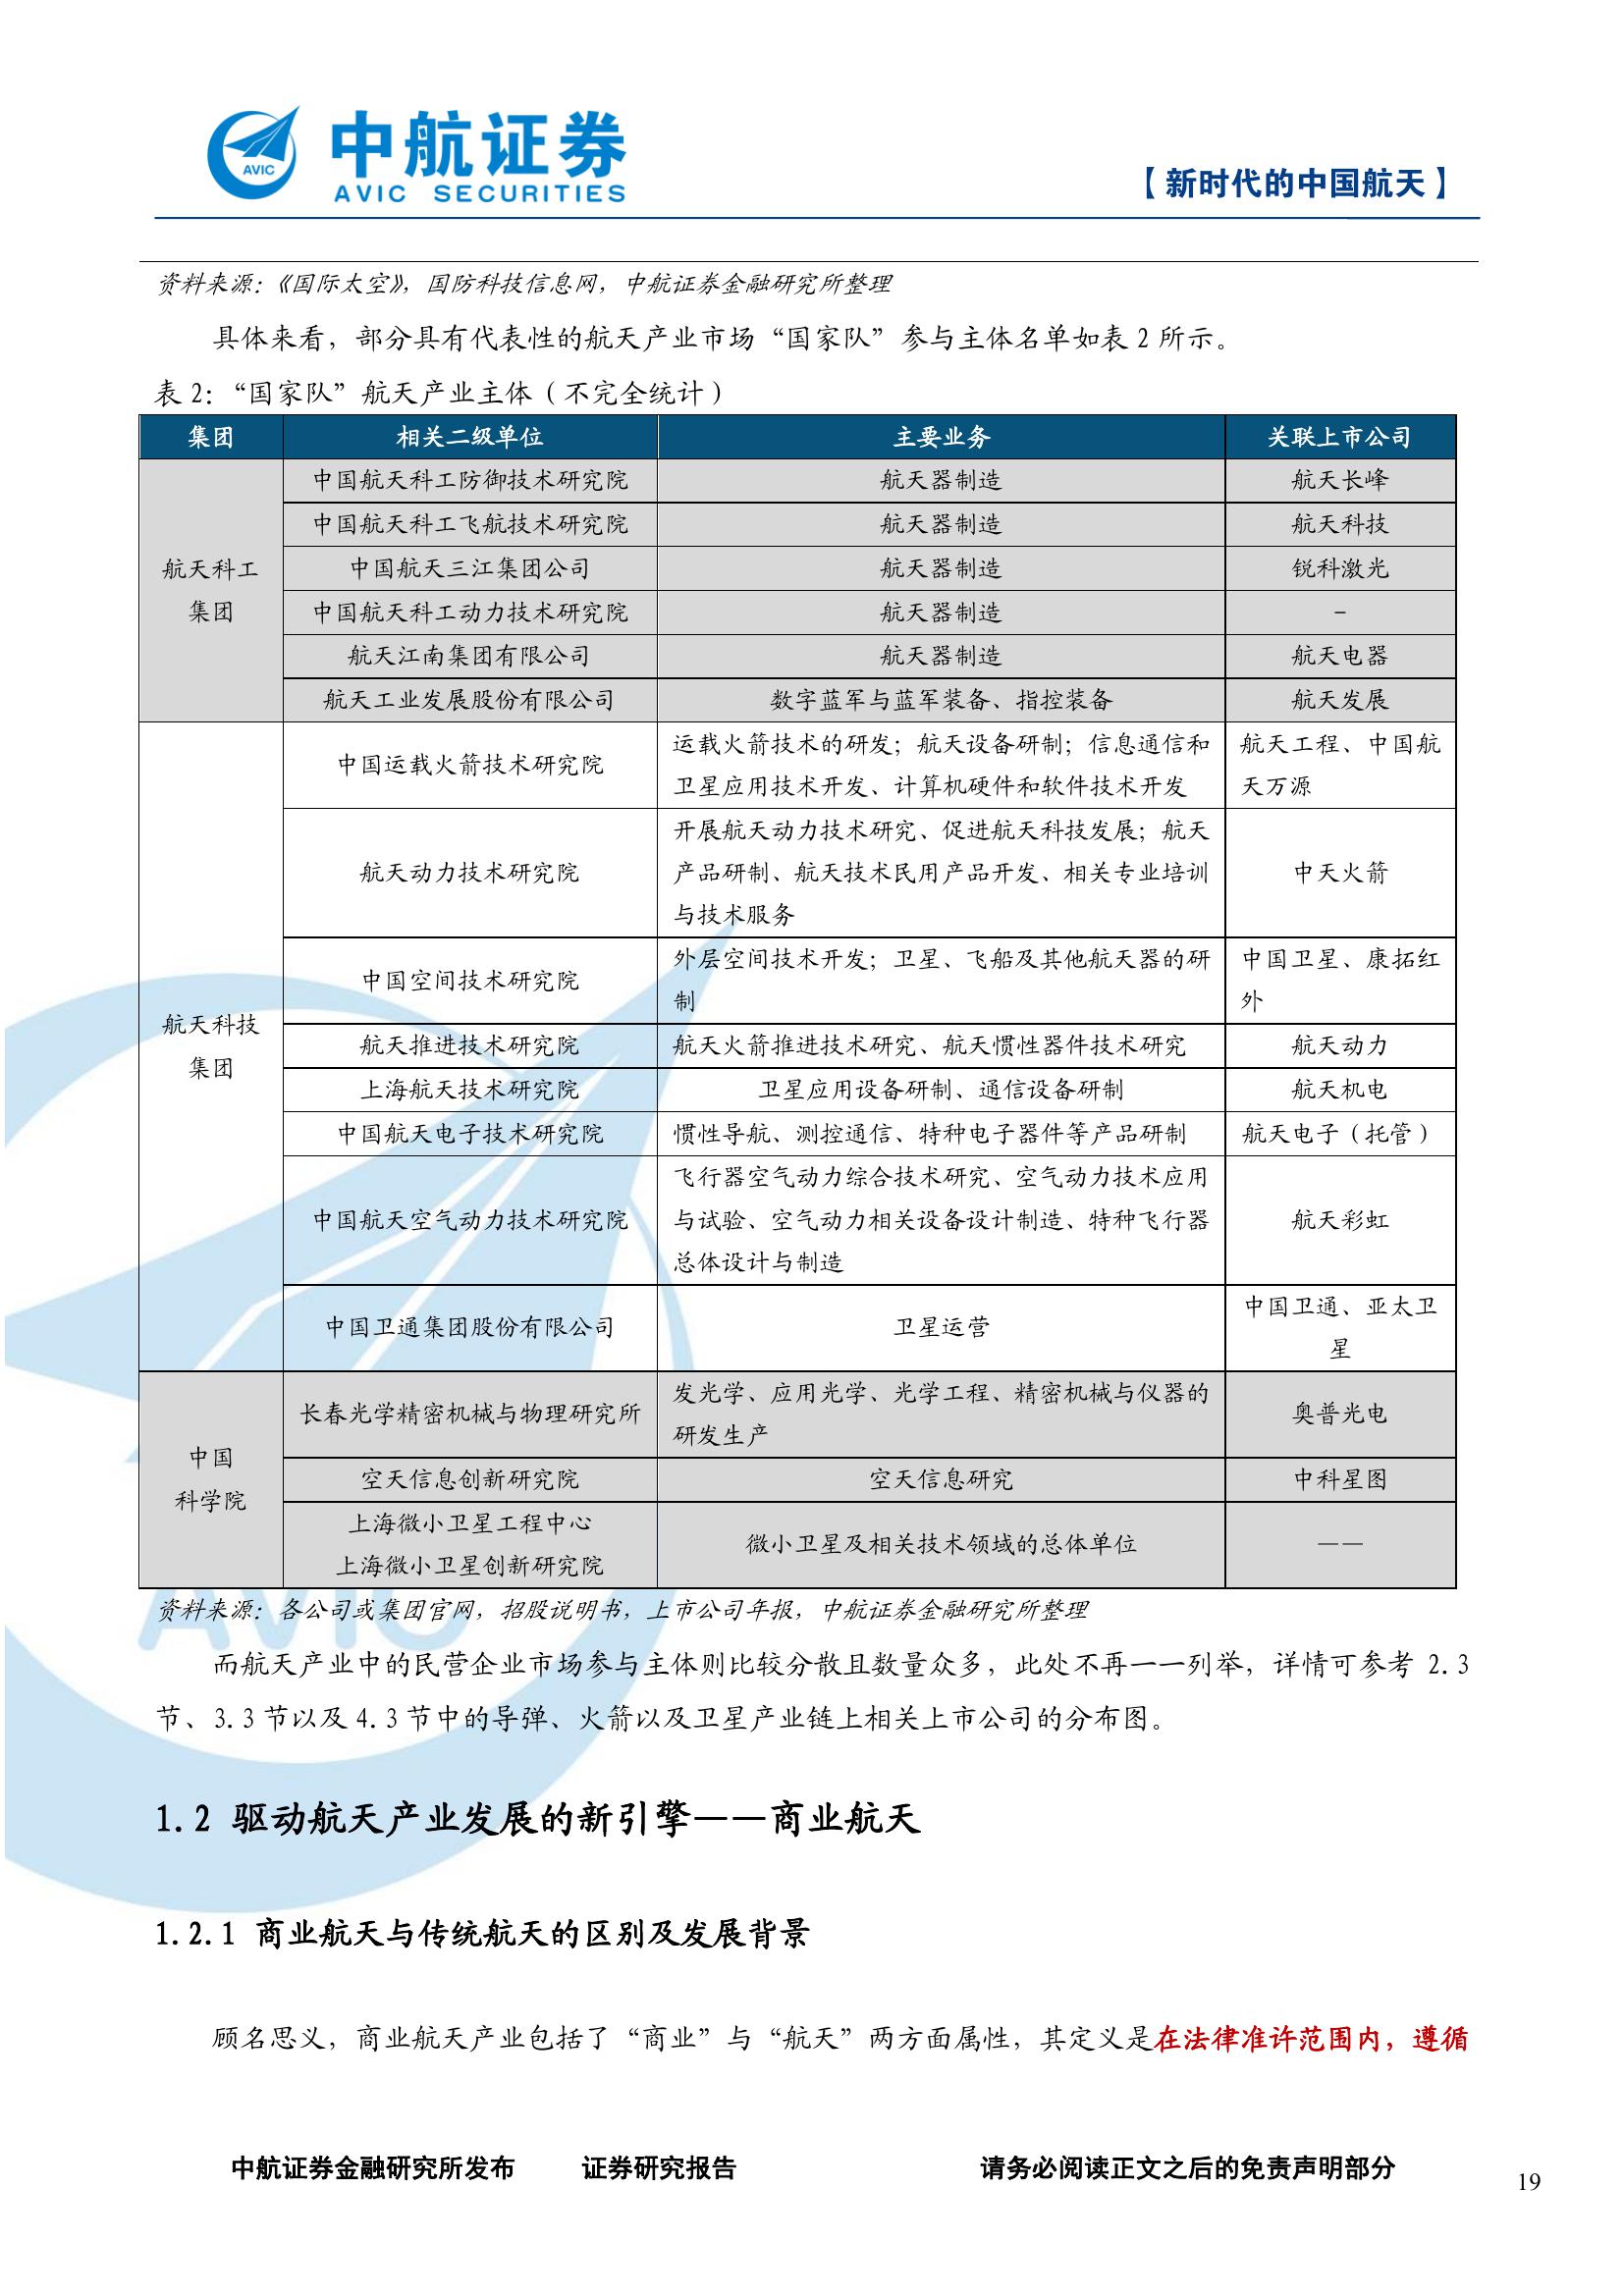 中航证券
AVIC SECURITIES
AVIC
【新时代的中国航天】
资料来源：《国际太空》，国防科技信息网，中航证券金融研究所整理
具体来看，部分具有代表性的航天产业市场“国家队”参与主体名单如表 2 所示。
表 2：“国家队”航天产业主体（不完全统计）
集团 相关二级单位 主要业务 关联上市公司
航天科工
集团
中国航天科工防御技术研究院 航天器制造 航天长峰
中国航天科工飞航技术研究院 航天器制造 航天科技
中国航天三江集团公司 航天器制造 锐科激光
中国航天科工动力技术研究院 航天器制造 -
航天江南集团有限公司 航天器制造 航天电器
航天工业发展股份有限公司 数字蓝军与蓝军装备、指控装备 航天发展
航天科技
集团
中国运载火箭技术研究院
运载火箭技术的研发；航天设备研制；信息通信和
卫星应用技术开发、计算机硬件和软件技术开发
航天工程、中国航
天万源
航天动力技术研究院
开展航天动力技术研究、促进航天科技发展；航天
产品研制、航天技术民用产品开发、相关专业培训
与技术服务
中天火箭
中国空间技术研究院
外层空间技术开发；卫星、飞船及其他航天器的研
制
中国卫星、康拓红
外
航天推进技术研究院 航天火箭推进技术研究、航天惯性器件技术研究 航天动力
上海航天技术研究院 卫星应用设备研制、通信设备研制 航天机电
中国航天电子技术研究院 惯性导航、测控通信、特种电子器件等产品研制 航天电子（托管）
中国航天空气动力技术研究院
飞行器空气动力综合技术研究、空气动力技术应用
与试验、空气动力相关设备设计制造、特种飞行器
总体设计与制造
航天彩虹
中国卫通集团股份有限公司 卫星运营
中国卫通、亚太卫
星
中国
科学院
长春光学精密机械与物理研究所
发光学、应用光学、光学工程、精密机械与仪器的
研发生产
奥普光电
空天信息创新研究院 空天信息研究 中科星图
上海微小卫星工程中心
上海微小卫星创新研究院
微小卫星及相关技术领域的总体单位 ——
AVIC
资料来源：各公司或集团官网，招股说明书，上市公司年报，中航证券金融研究所整理
而航天产业中的民营企业市场参与主体则比较分散且数量众多，此处不再一一列举，详情可参考 2.3
节、3.3 节以及 4.3 节中的导弹、火箭以及卫星产业链上相关上市公司的分布图。
1.2 驱动航天产业发展的新引擎——商业航天
1.2.1 商业航天与传统航天的区别及发展背景
顾名思义，商业航天产业包括了“商业”与“航天”两方面属性，其定义是在法律准许范围内，遵循
中航证券金融研究所发布 证券研究报告 请务必阅读正文之后的免责声明部分
19